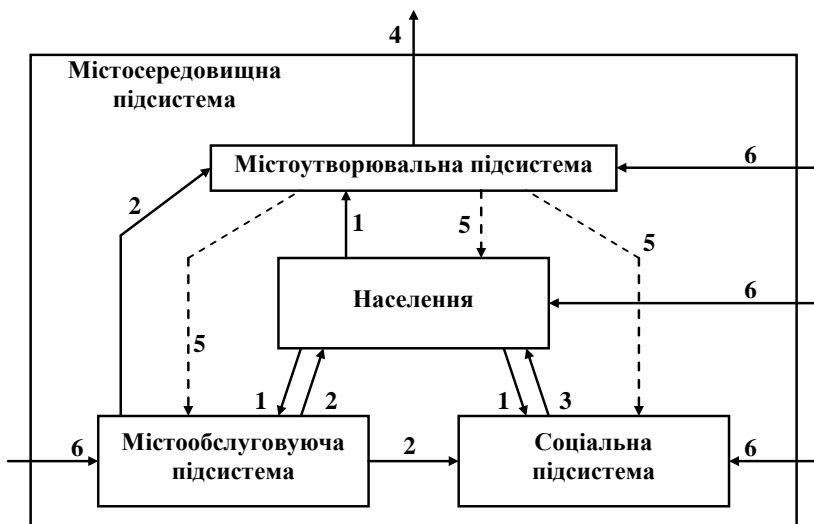 4
Містосередовищна
підсистема
Містоутворювальна підсистема
6
2
1
5
5
Населення
6
5
1
2
1
3
Містообслуговуюча
підсистема
Соціальна
підсистема
6
2
6